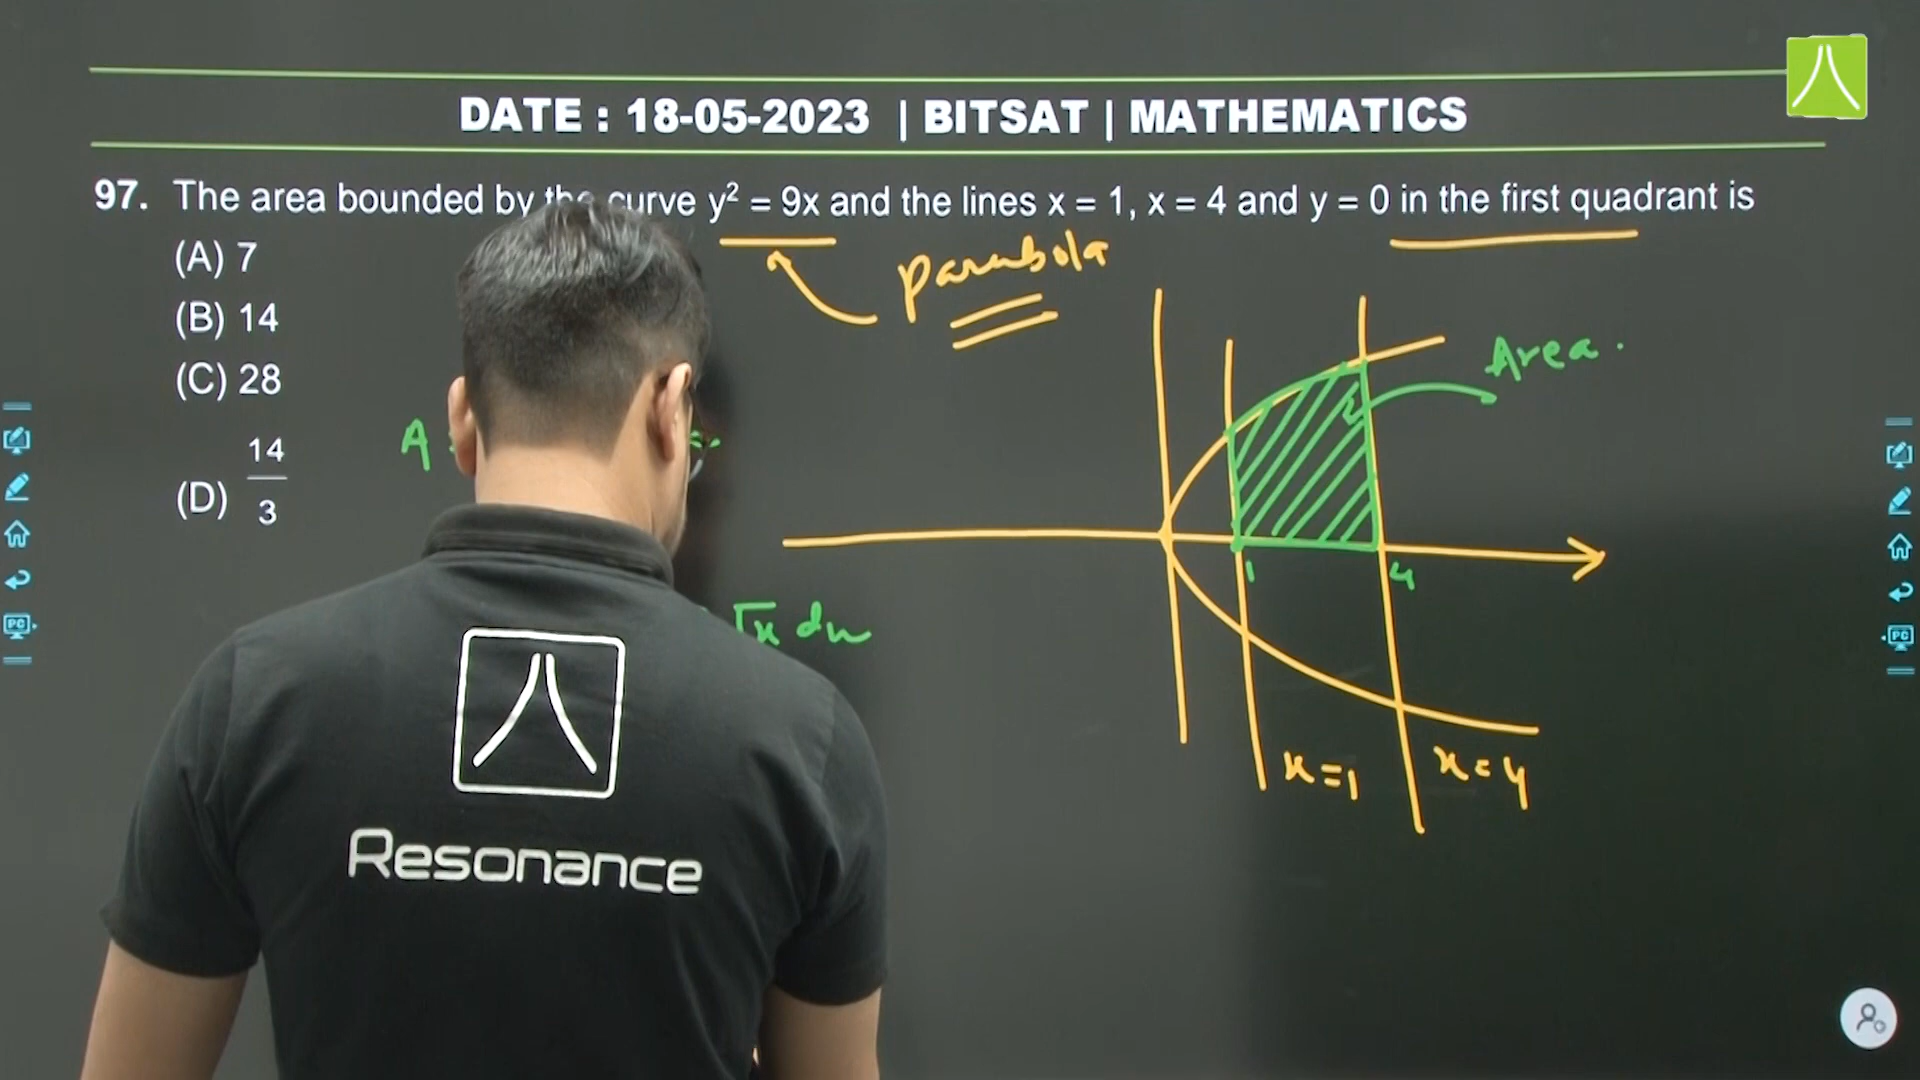 DATE : 18-05-2023 | BITSAT | MATHEMATICS
97. The area bounded by the curve y² = 9x and the lines x = 1, x = 4 and y = 0 in the first quadrant is
(A) 7
(B) 14
(C) 28
(D) 14/3
parabola
Area.
A
√x dx
1
4
x=1
x=4
Resonance
PC
PC